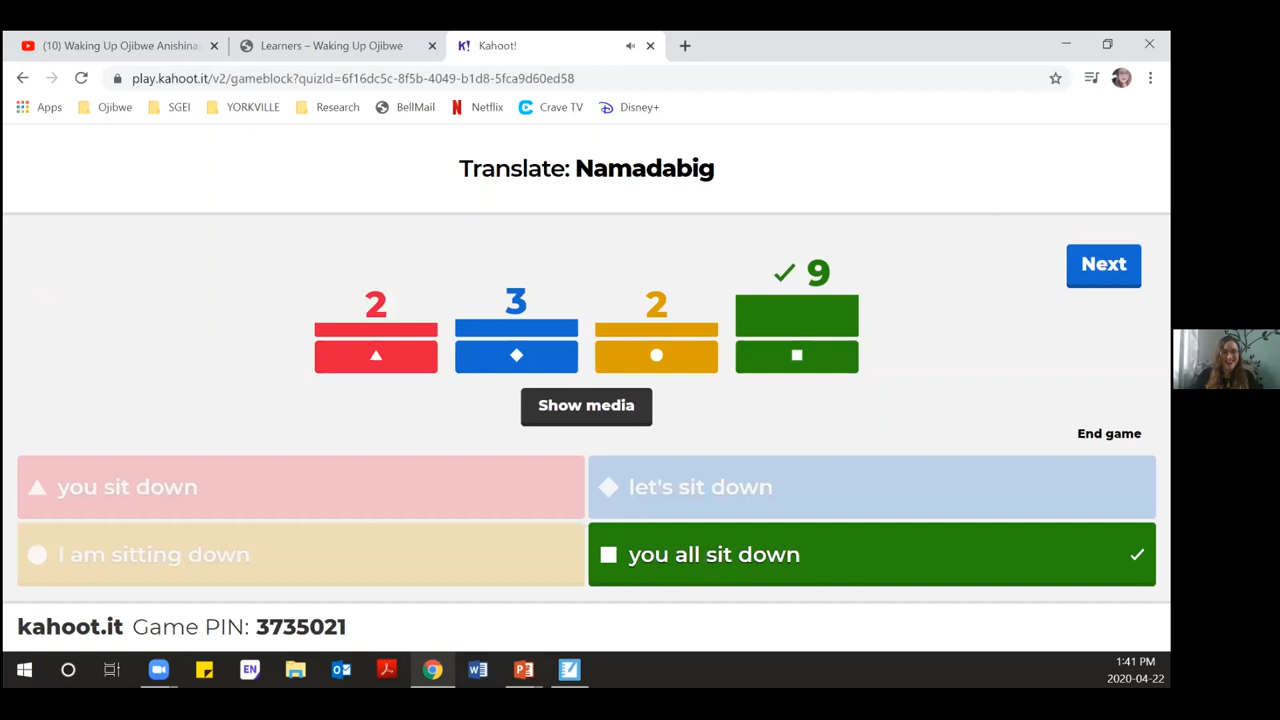 (10) Waking Up Ojibwe Anishina
Learners – Waking Up Ojibwe
K! Kahoot!
play.kahoot.it/v2/gameblock?quizId=6f16dc5c-8f5b-4049-b1d8-5fca9d60ed58
Apps Ojibwe SGEI YORKVILLE Research BellMail Netflix Crave TV Disney+
Translate: Namadabig
Next
2 3 2 9
Show media
End game
you sit down
let's sit down
I am sitting down
you all sit down
kahoot.it Game PIN: 3735021
EN
1:41 PM
2020-04-22